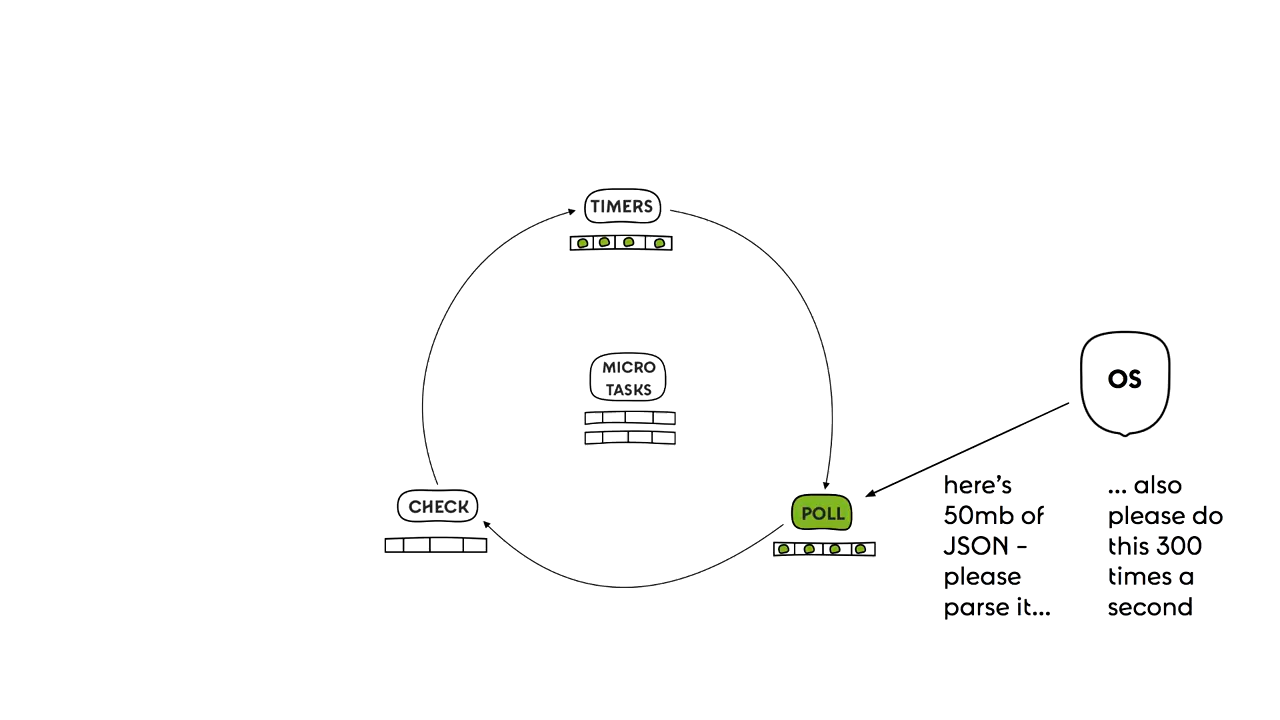 TIMERS
MICRO
TASKS
CHECK
POLL
OS
here's
50mb of
JSON –
please
parse it...
... also
please do
this 300
times a
second